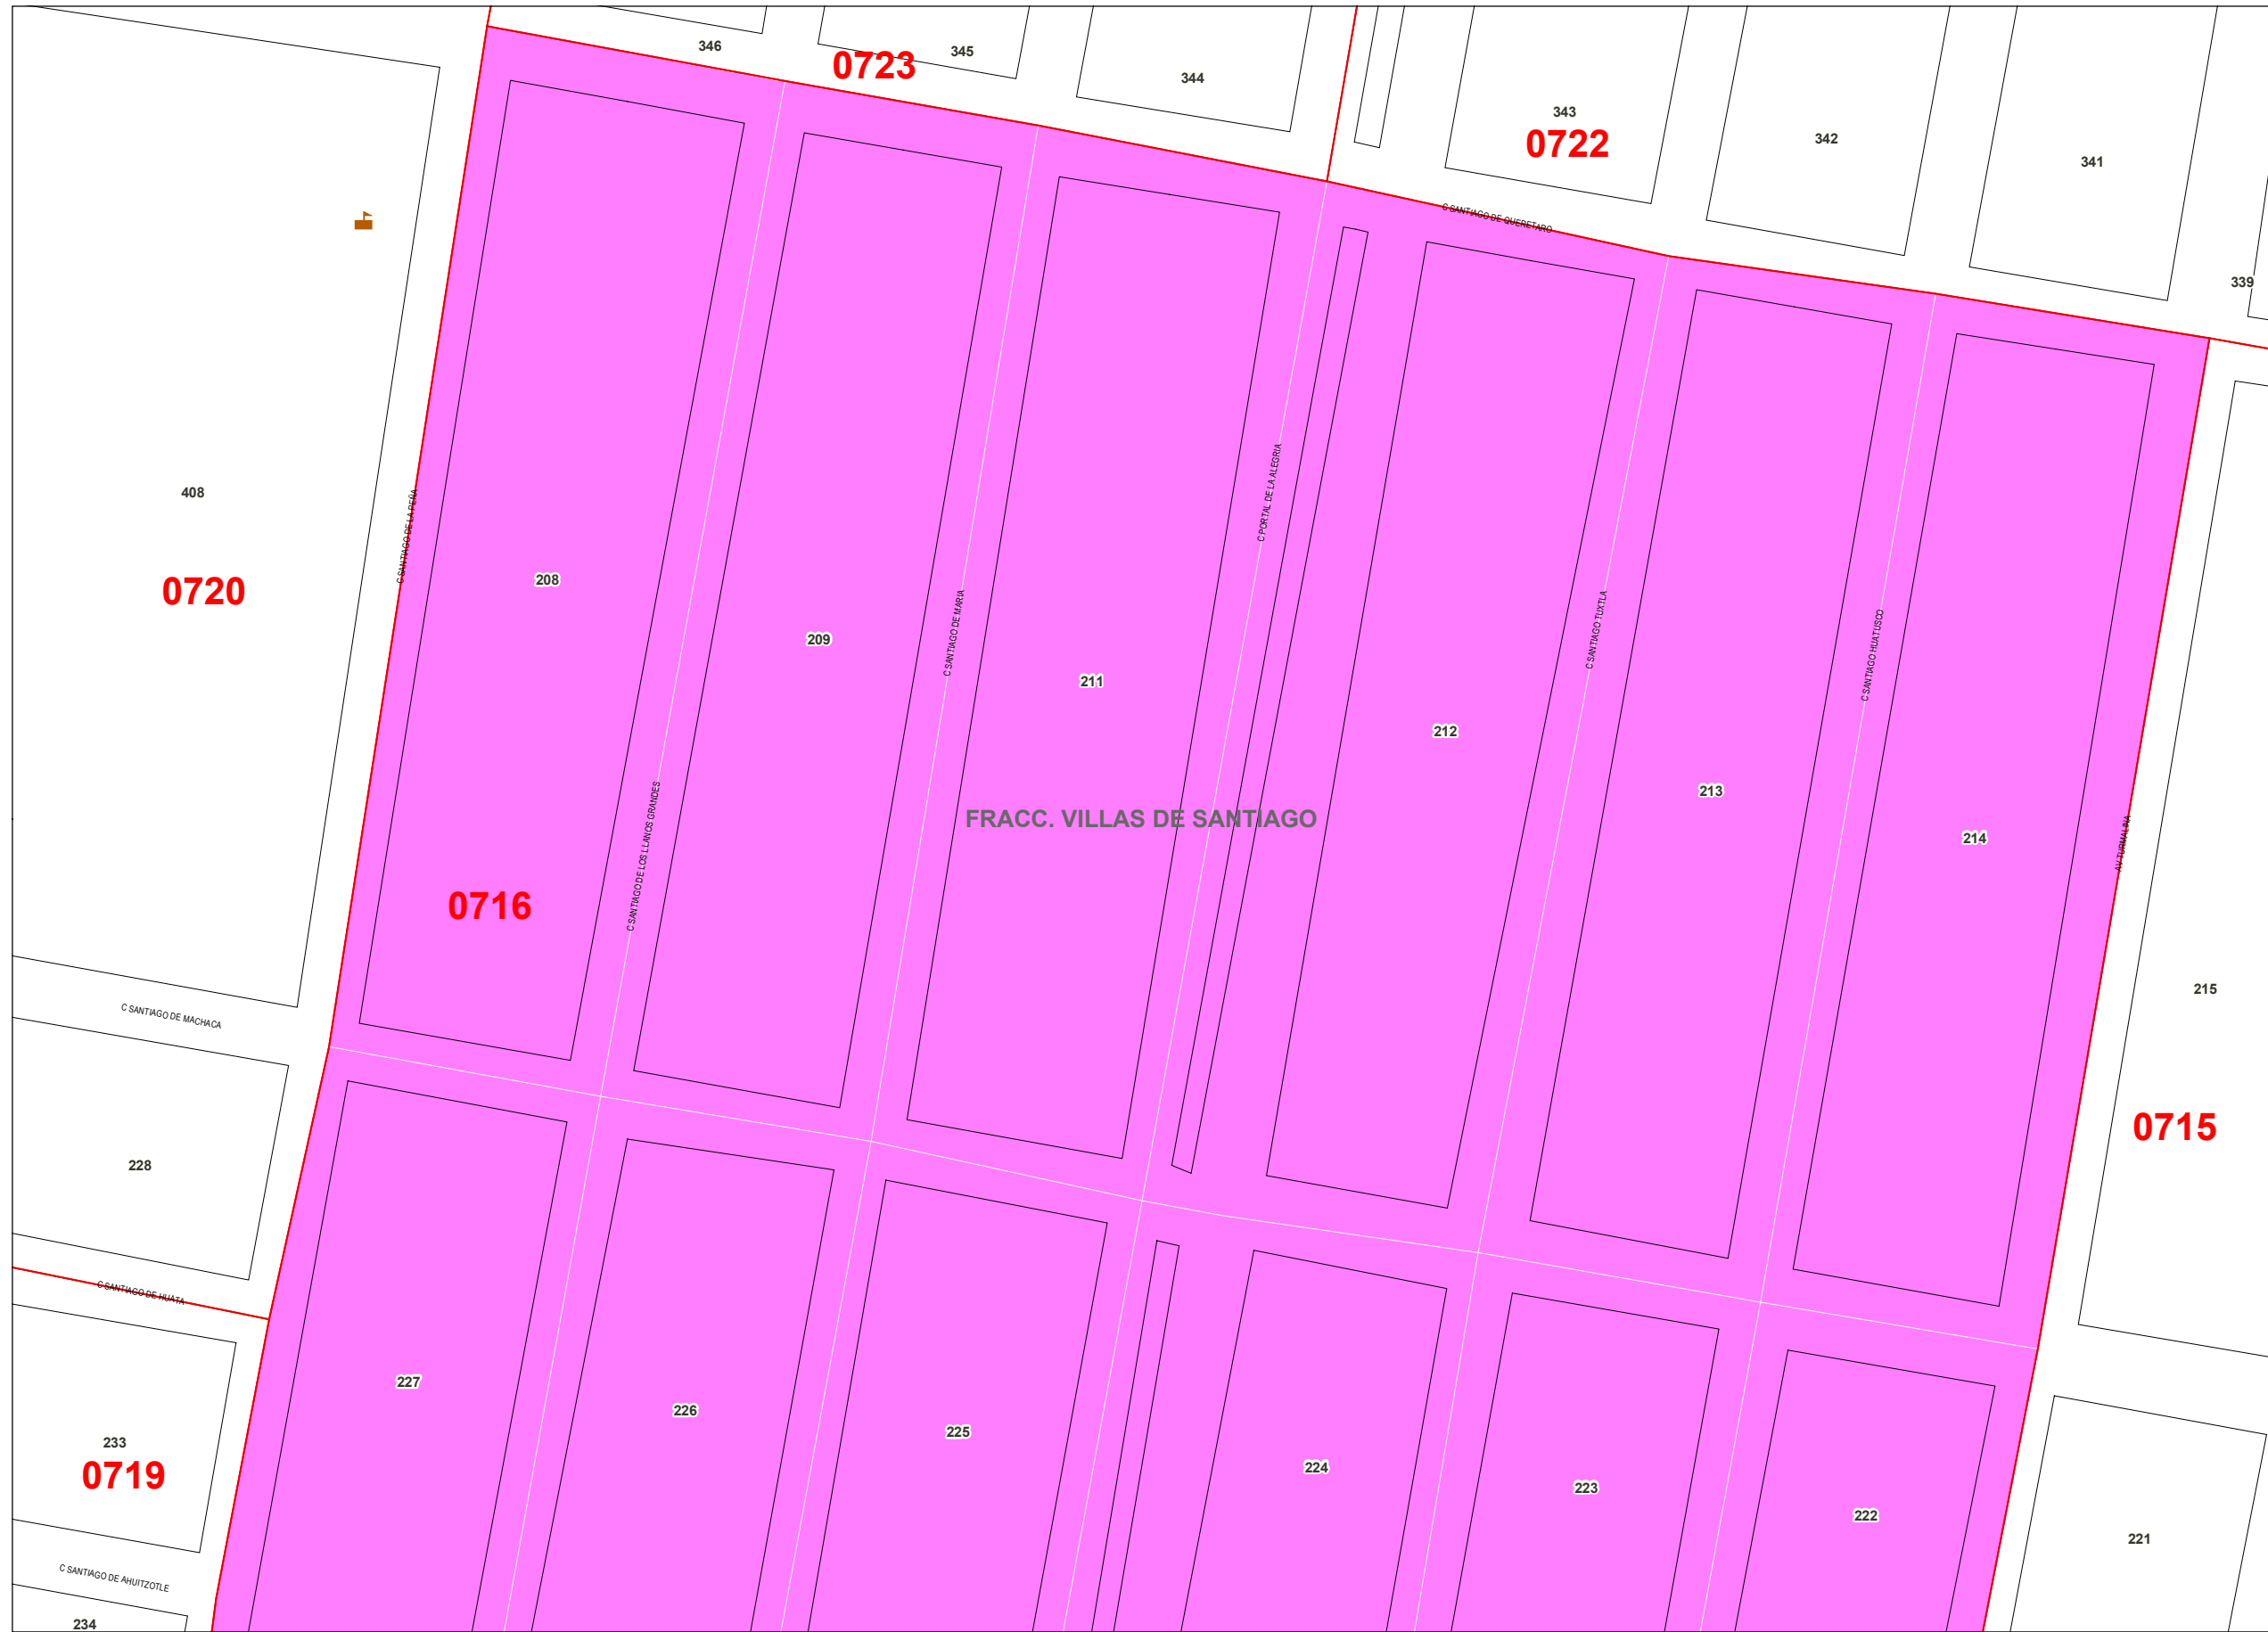 346
345
0723
344
343
0722
342
341
C SANTIAGO DE QUERETARO
339
408
C SANTIAGO DE LA PEÑA
0720
208
209
C SANTIAGO DE MARIA
211
C PORTAL DE LA ALEGRIA
212
C SANTIAGO TUXTLA
213
C SANTIAGO HUATUSCO
214
FRACC. VILLAS DE SANTIAGO
C SANTIAGO DE LOS LLANOS GRANDES
AV TURMALINA
0716
215
C SANTIAGO DE MACHACA
0715
228
C SANTIAGO DE HUATA
227
226
225
233
0719
224
223
222
221
C SANTIAGO DE AHUITZOTLE
234